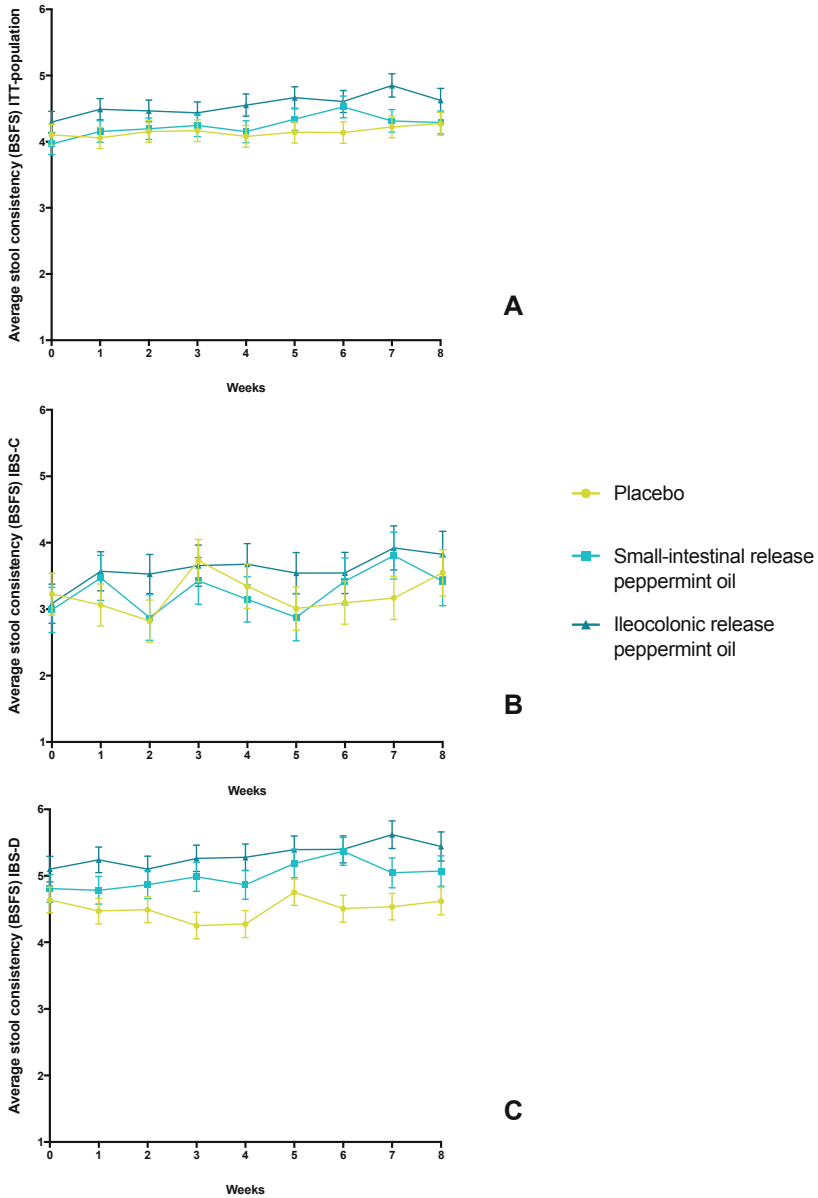 Average stool consistency (BSFS) ITT-population
6
5
4
3
2
1
0 1 2 3 4 5 6 7 8
Weeks
A
Average stool consistency (BSFS) IBS-C
6
5
4
3
2
1
0 1 2 3 4 5 6 7 8
Weeks
B
Placebo
Small-intestinal release
peppermint oil
Ileocolonic release
peppermint oil
Average stool consistency (BSFS) IBS-D
6
5
4
3
2
1
0 1 2 3 4 5 6 7 8
Weeks
C